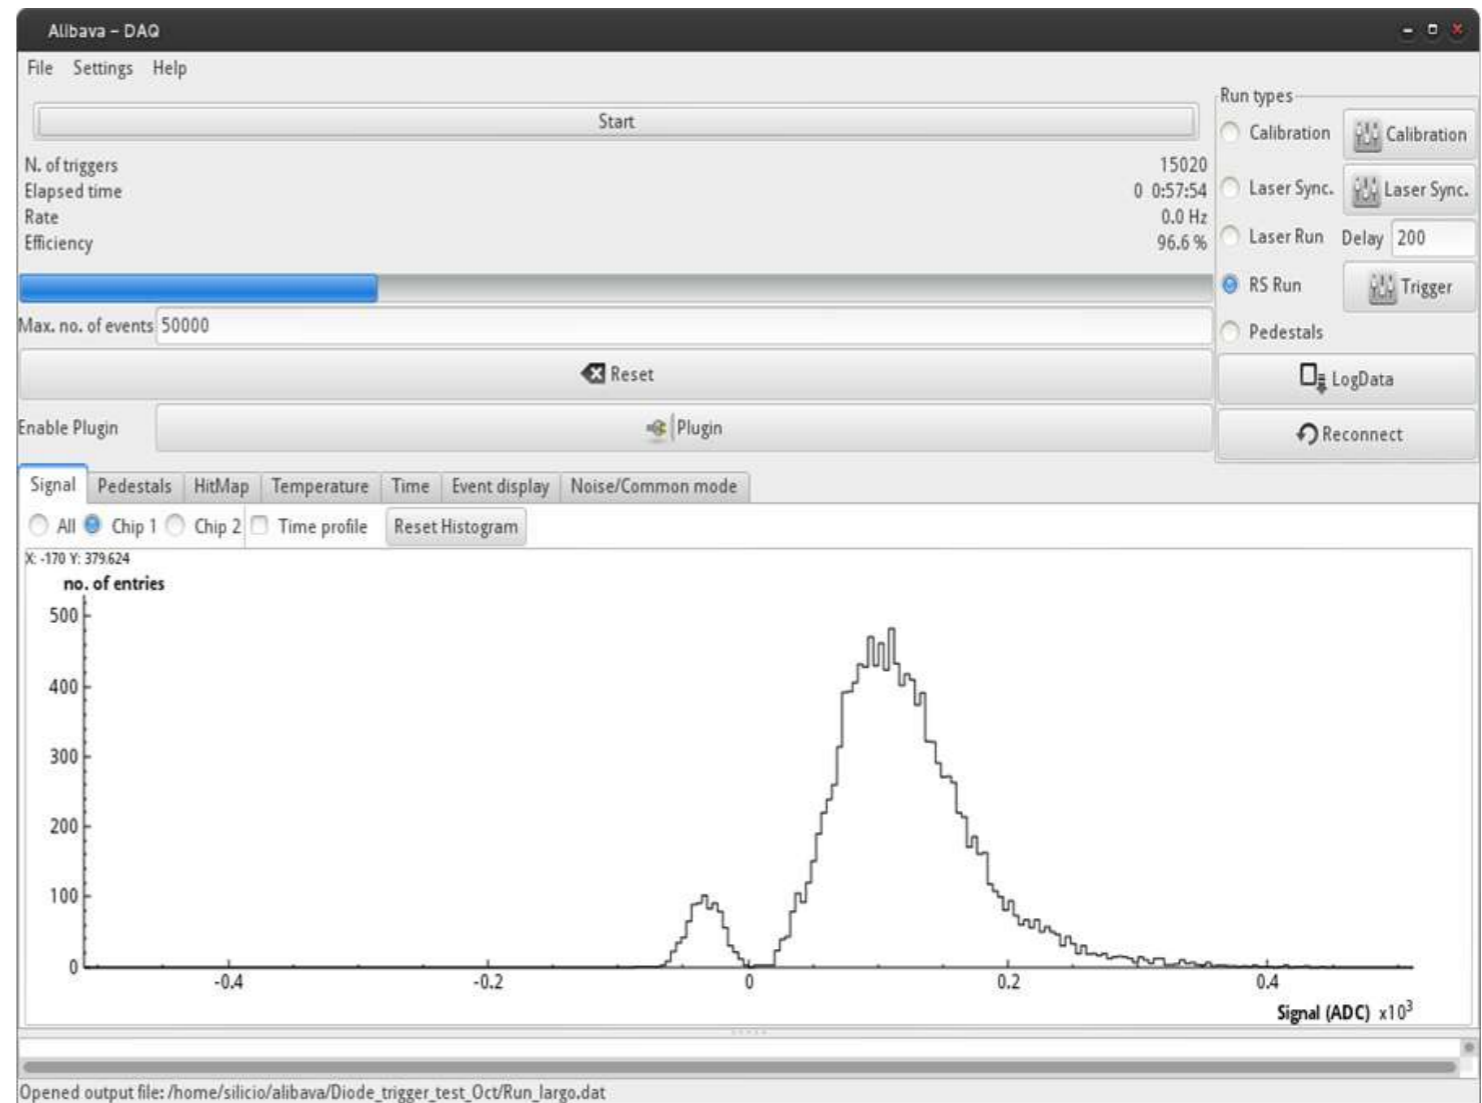 Alibava – DAQ
File Settings Help
Start
N. of triggers 15020
Elapsed time 0 0:57:54
Rate 0.0 Hz
Efficiency 96.6 %
Max. no. of events 50000
Reset
Enable Plugin Plugin
Run types
Calibration Calibration
Laser Sync. Laser Sync.
Laser Run Delay 200
RS Run Trigger
Pedestals
LogData
Reconnect
Signal Pedestals HitMap Temperature Time Event display Noise/Common mode
All Chip 1 Chip 2 Time profile Reset Histogram
X: -170 Y: 379.624
no. of entries
500
400
300
200
100
0
-0.4 -0.2 0 0.2 0.4
Signal (ADC) x10³
Opened output file: /home/silicio/alibava/Diode_trigger_test_Oct/Run_largo.dat